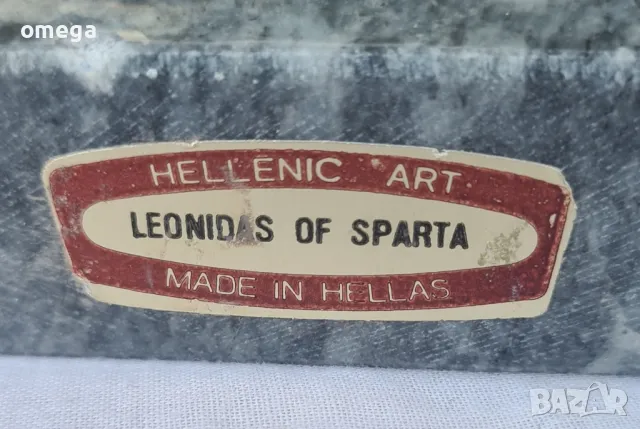 omega
HELLENIC ART
LEONIDAS OF SPARTA
MADE IN HELLAS
BAZAR